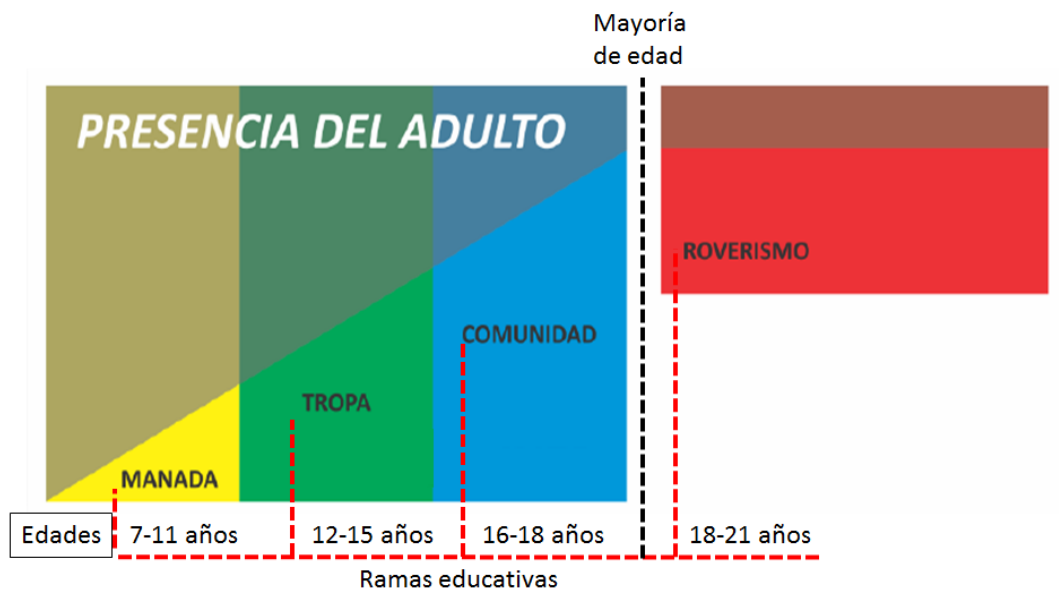 Mayoría
de edad
PRESENCIA DEL ADULTO
ROVERISMO
COMUNIDAD
TROPA
MANADA
Edades 7-11 años 12-15 años 16-18 años 18-21 años
Ramas educativas